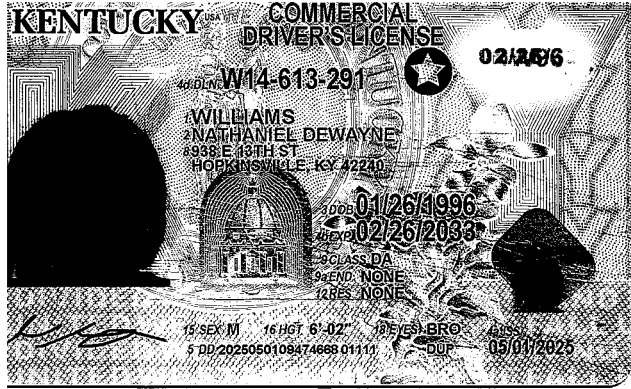 KENTUCKY USA
COMMERCIAL
DRIVER'S LICENSE
4d DLN W14-613-291
1 WILLIAMS
2 NATHANIEL DEWAYNE
8 938 E 13TH ST
HOPKINSVILLE, KY 42240
3 DOB 01/26/1996
4b EXP 02/26/2033
9 CLASS DA
9a END NONE
12 RES NONE
15 SEX M 16 HGT 6'-02" 18 EYES BRO
5 DD 2025050109474668 01111 DUP
4a ISS
05/01/2025